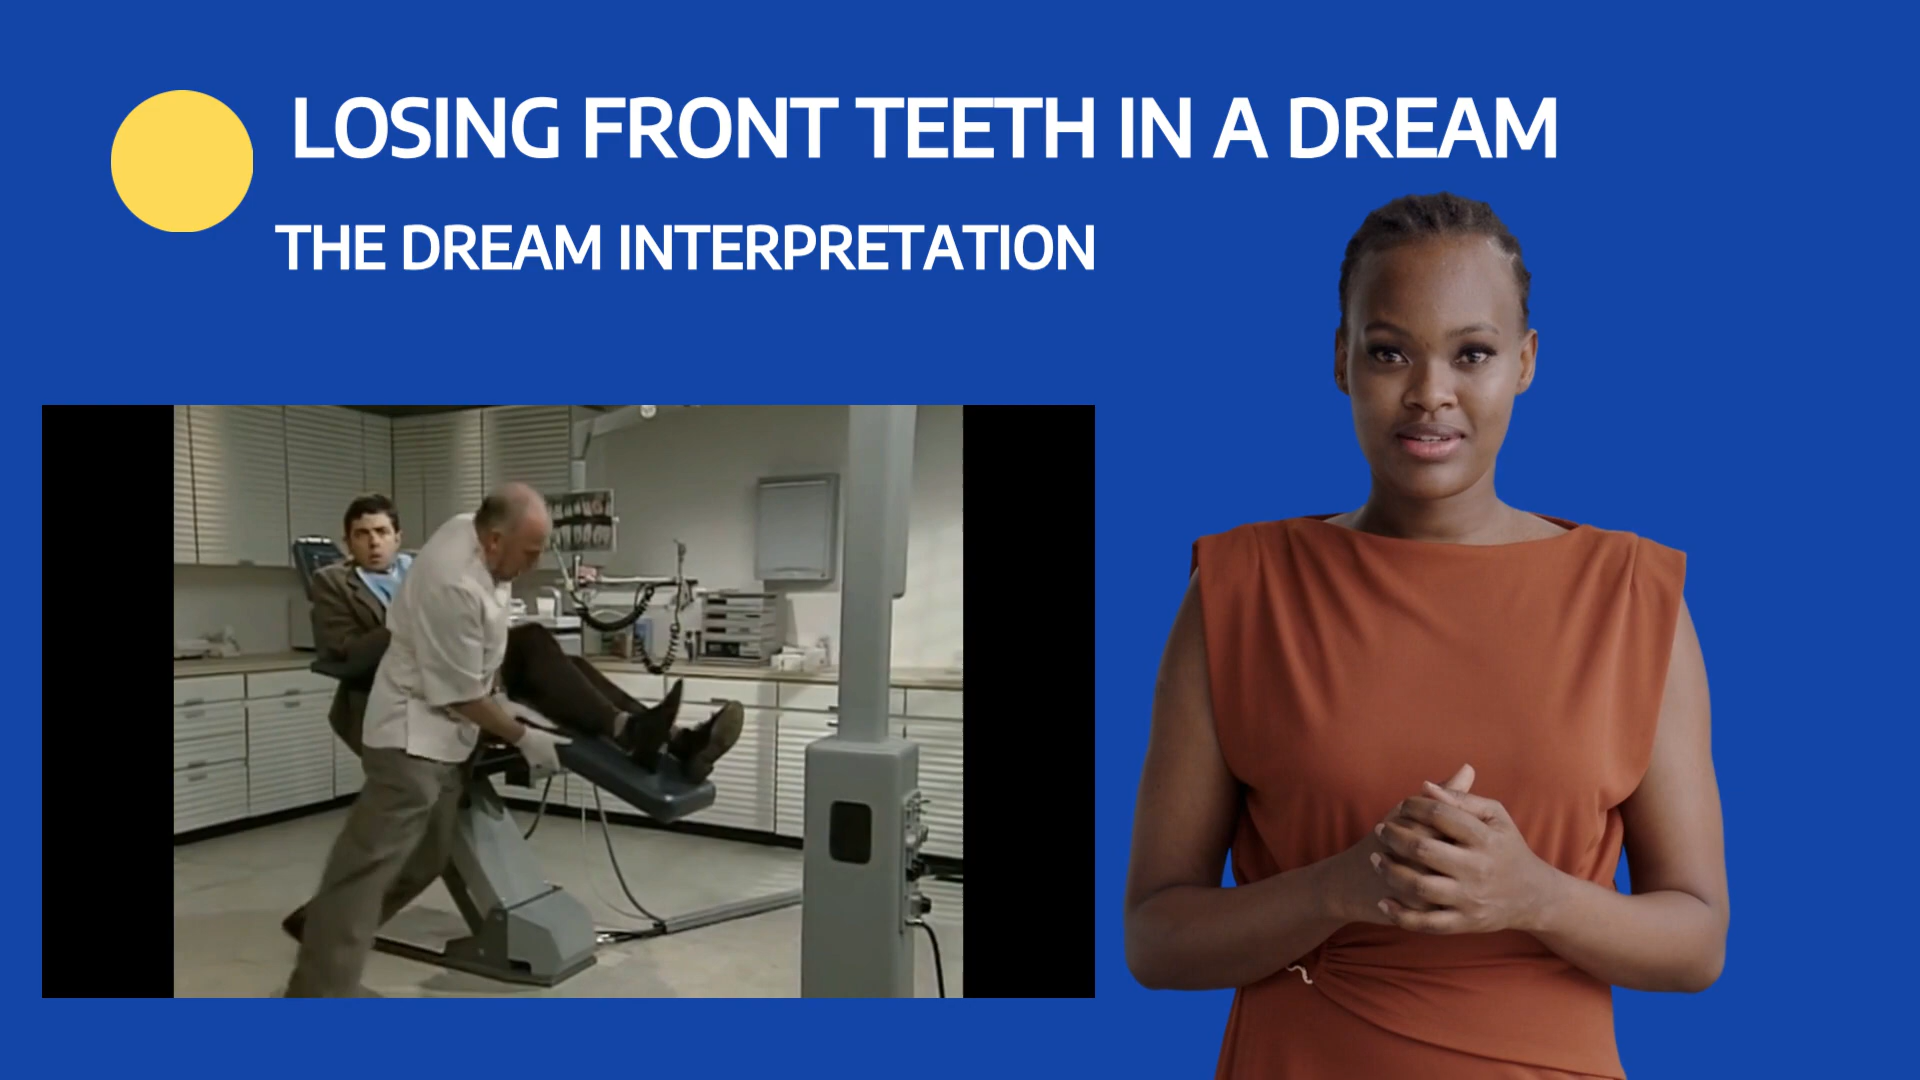 LOSING FRONT TEETH IN A DREAM
THE DREAM INTERPRETATION